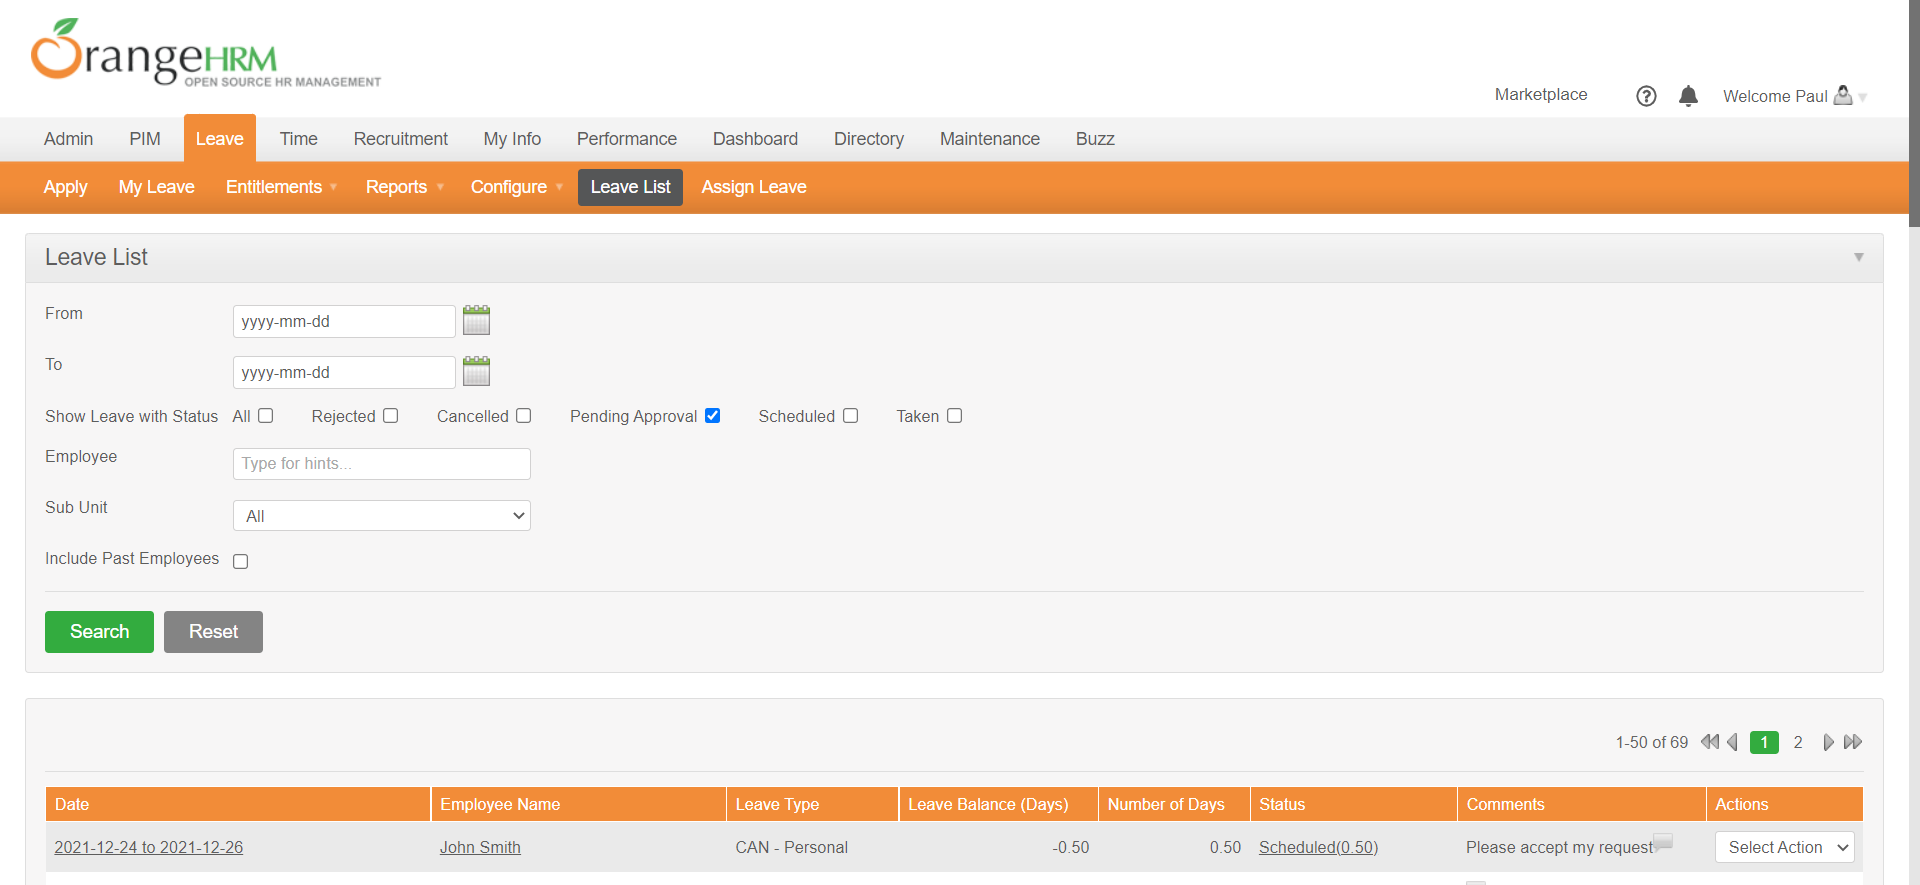 OrangeHRM
OPEN SOURCE HR MANAGEMENT
Marketplace
Welcome Paul
Admin PIM Leave Time Recruitment My Info Performance Dashboard Directory Maintenance Buzz
Apply My Leave Entitlements Reports Configure Leave List Assign Leave
Leave List
From yyyy-mm-dd
To yyyy-mm-dd
Show Leave with Status All Rejected Cancelled Pending Approval Scheduled Taken
Employee Type for hints...
Sub Unit All
Include Past Employees
Search Reset
1-50 of 69 1 2
Date Employee Name Leave Type Leave Balance (Days) Number of Days Status Comments Actions
2021-12-24 to 2021-12-26 John Smith CAN - Personal -0.50 0.50 Scheduled(0.50) Please accept my request Select Action